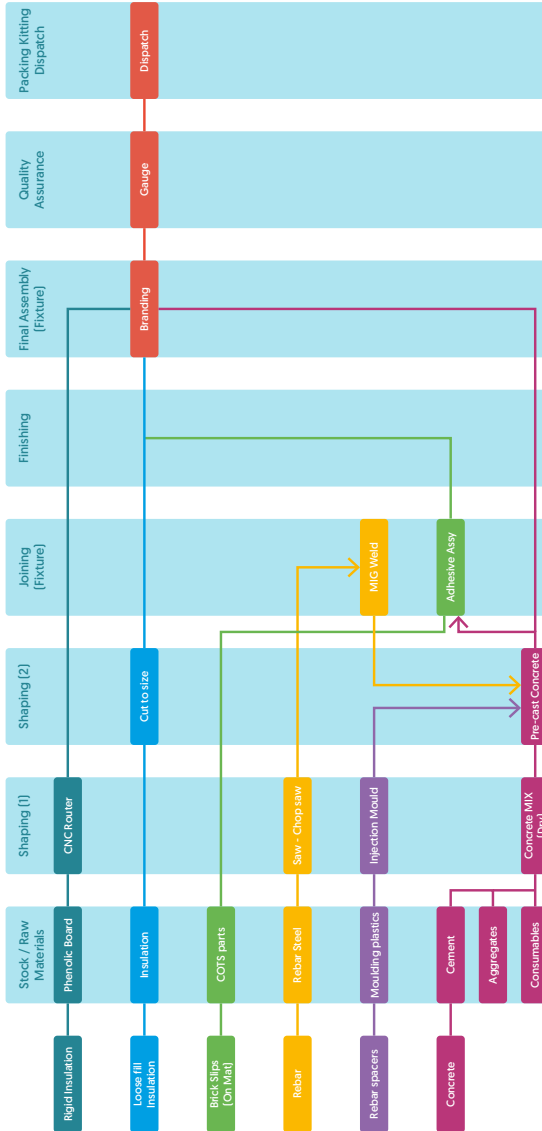 Packing Kitting
Dispatch
Dispatch
Quality
Assurance
Gauge
Final Assembly
(Fixture)
Branding
Finishing
Joining
(Fixture)
MIG Weld
Adhesive Assy
Shaping (2)
Cut to size
Pre-cast Concrete
Shaping (1)
CNC Router
Saw - Chop saw
Injection Mould
Concrete MIX
(Dry)
Stock / Raw
Materials
Phenolic Board
Insulation
COTS parts
Rebar Steel
Moulding plastics
Cement
Aggregates
Consumables
Rigid Insulation
Loose fill
Insulation
Brick Slips
(On Mat)
Rebar
Rebar spacers
Concrete